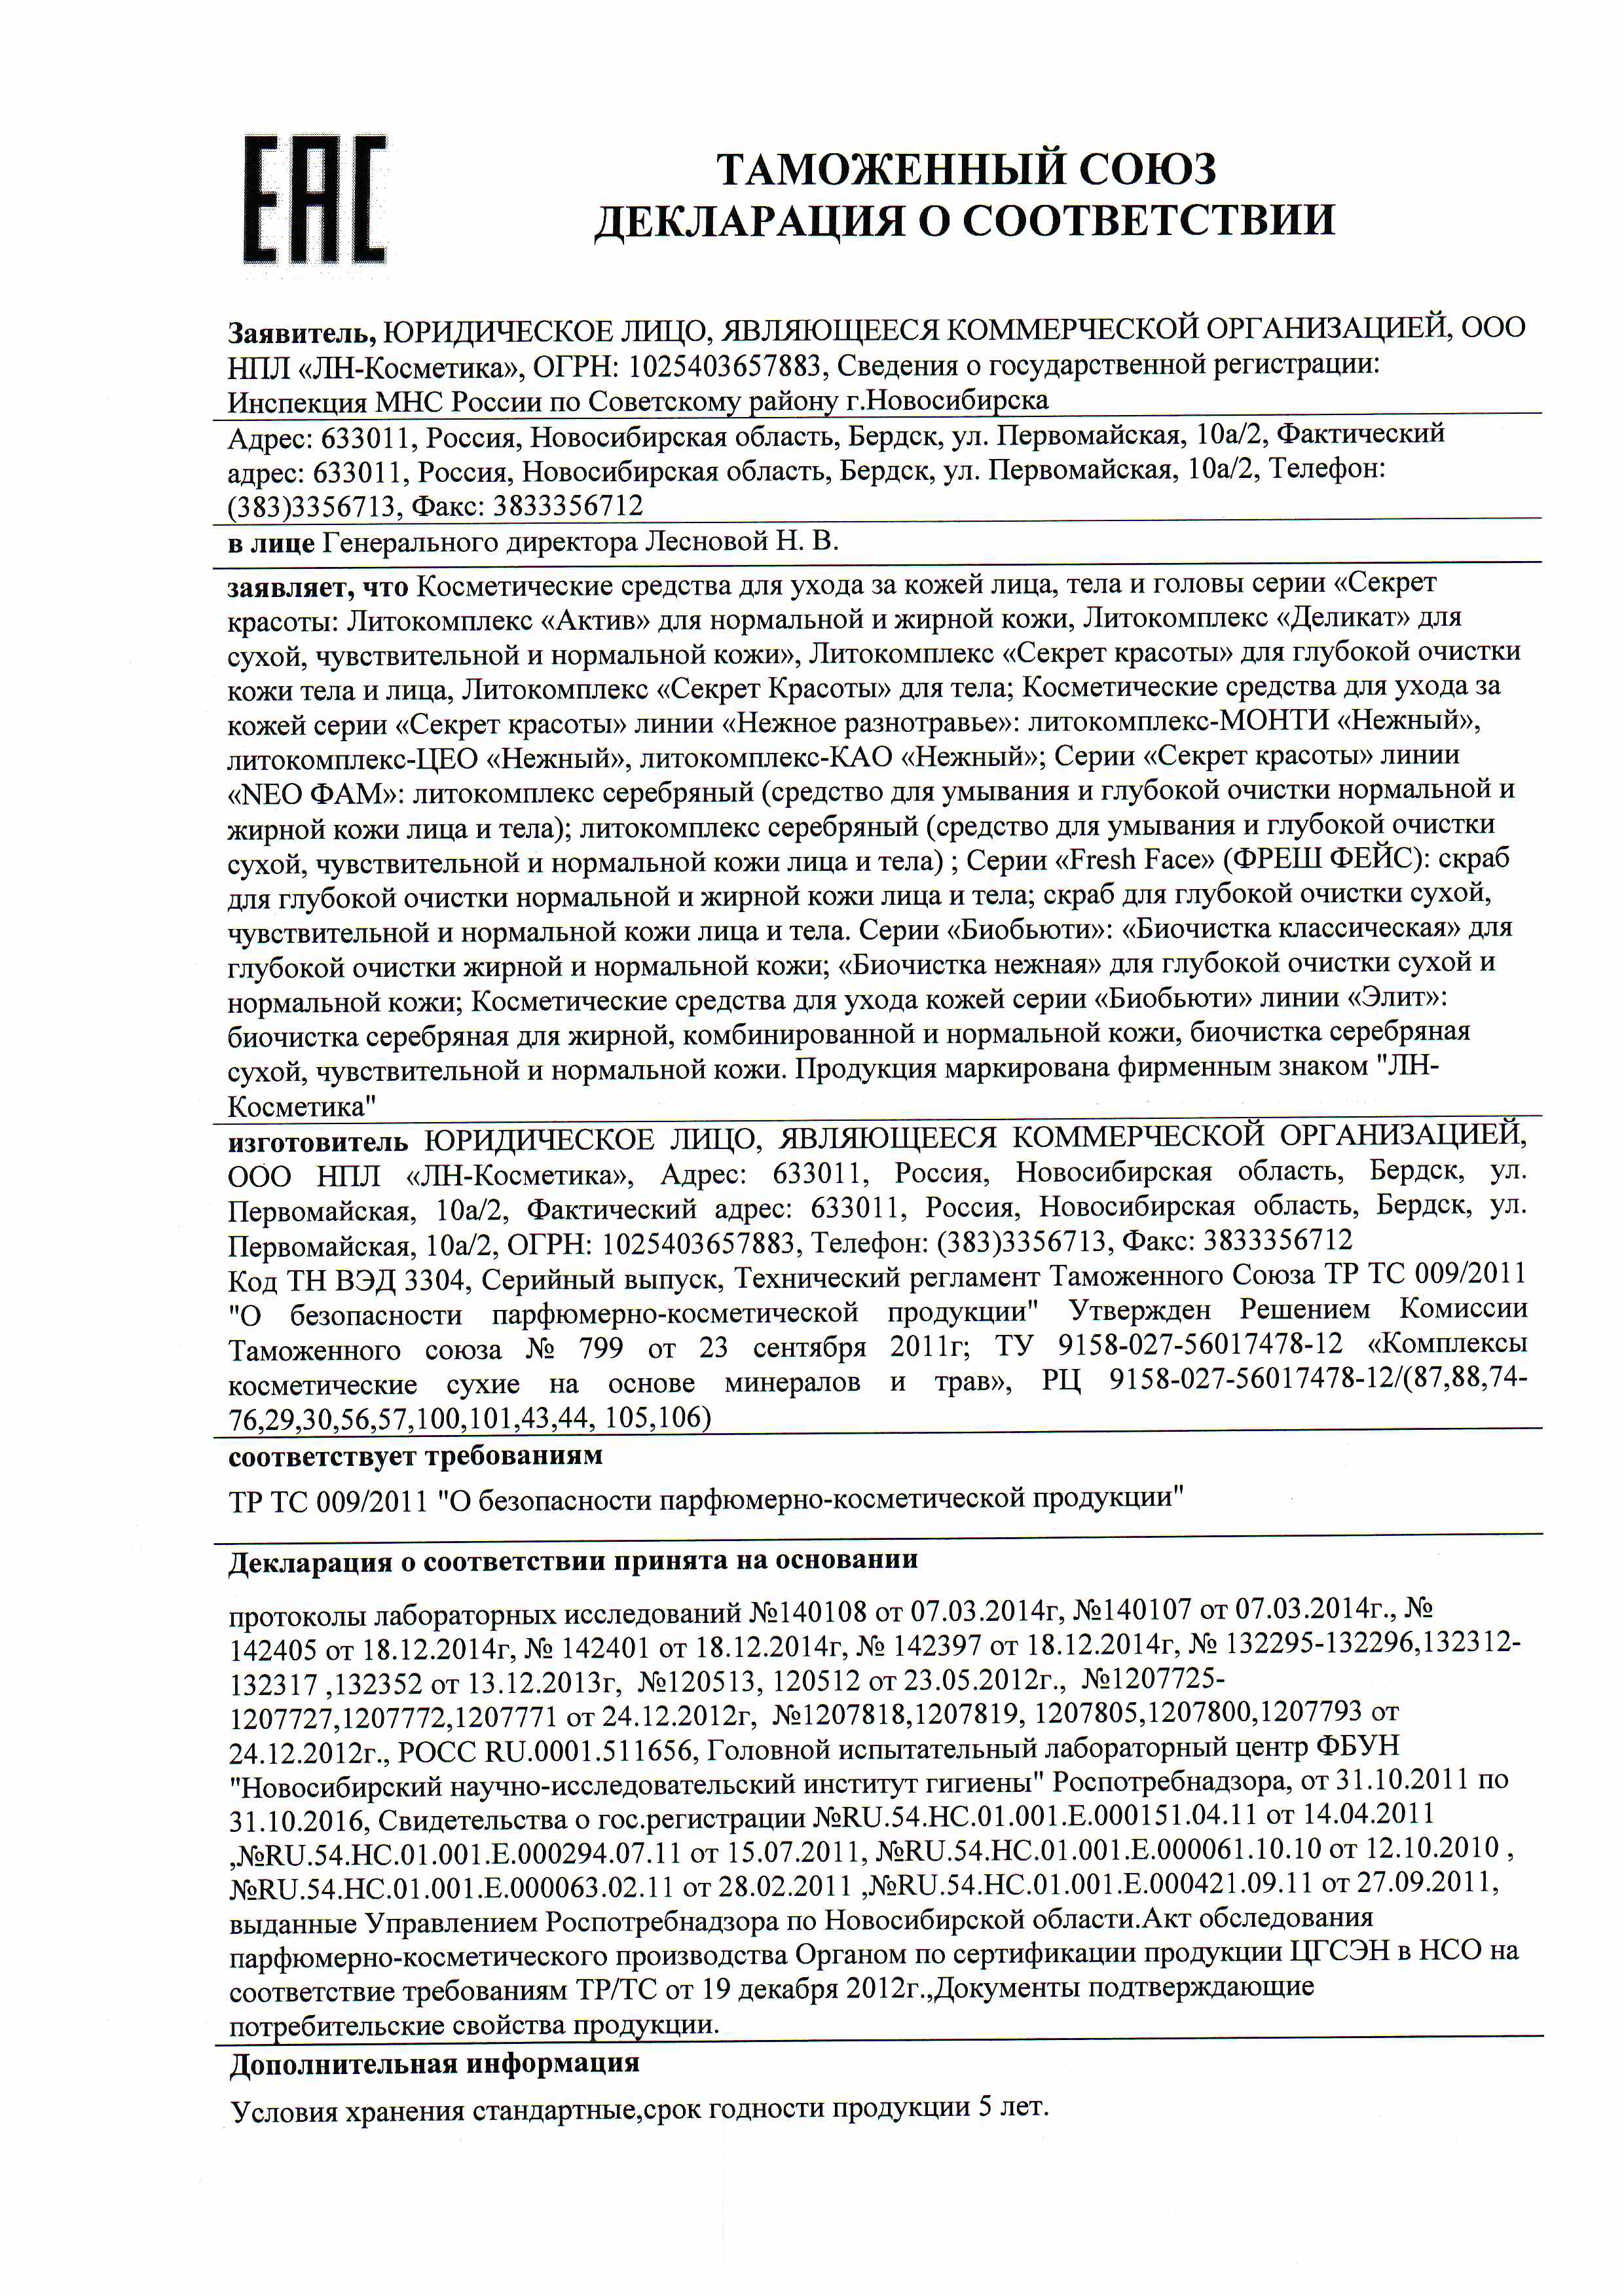 ЕАС
ТАМОЖЕННЫЙ СОЮЗ
ДЕКЛАРАЦИЯ О СООТВЕТСТВИИ
Заявитель, ЮРИДИЧЕСКОЕ ЛИЦО, ЯВЛЯЮЩЕЕСЯ КОММЕРЧЕСКОЙ ОРГАНИЗАЦИЕЙ, ООО
НПЛ «ЛН-Косметика», ОГРН: 1025403657883, Сведения о государственной регистрации:
Инспекция МНС России по Советскому району г.Новосибирска
Адрес: 633011, Россия, Новосибирская область, Бердск, ул. Первомайская, 10а/2, Фактический
адрес: 633011, Россия, Новосибирская область, Бердск, ул. Первомайская, 10а/2, Телефон:
(383)3356713, Факс: 3833356712
в лице Генерального директора Лесновой Н. В.
заявляет, что Косметические средства для ухода за кожей лица, тела и головы серии «Секрет
красоты: Литокомплекс «Актив» для нормальной и жирной кожи, Литокомплекс «Деликат» для
сухой, чувствительной и нормальной кожи», Литокомплекс «Секрет красоты» для глубокой очистки
кожи тела и лица, Литокомплекс «Секрет Красоты» для тела; Косметические средства для ухода за
кожей серии «Секрет красоты» линии «Нежное разнотравье»: литокомплекс-МОНТИ «Нежный»,
литокомплекс-ЦЕО «Нежный», литокомплекс-КАО «Нежный»; Серии «Секрет красоты» линии
«NEO ФАМ»: литокомплекс серебряный (средство для умывания и глубокой очистки нормальной и
жирной кожи лица и тела); литокомплекс серебряный (средство для умывания и глубокой очистки
сухой, чувствительной и нормальной кожи лица и тела) ; Серии «Fresh Face» (ФРЕШ ФЕЙС): скраб
для глубокой очистки нормальной и жирной кожи лица и тела; скраб для глубокой очистки сухой,
чувствительной и нормальной кожи лица и тела. Серии «Биобьюти»: «Биочистка классическая» для
глубокой очистки жирной и нормальной кожи; «Биочистка нежная» для глубокой очистки сухой и
нормальной кожи; Косметические средства для ухода кожей серии «Биобьюти» линии «Элит»:
биочистка серебряная для жирной, комбинированной и нормальной кожи, биочистка серебряная
сухой, чувствительной и нормальной кожи. Продукция маркирована фирменным знаком "ЛН-
Косметика"
изготовитель ЮРИДИЧЕСКОЕ ЛИЦО, ЯВЛЯЮЩЕЕСЯ КОММЕРЧЕСКОЙ ОРГАНИЗАЦИЕЙ,
ООО НПЛ «ЛН-Косметика», Адрес: 633011, Россия, Новосибирская область, Бердск, ул.
Первомайская, 10а/2, Фактический адрес: 633011, Россия, Новосибирская область, Бердск, ул.
Первомайская, 10а/2, ОГРН: 1025403657883, Телефон: (383)3356713, Факс: 3833356712
Код ТН ВЭД 3304, Серийный выпуск, Технический регламент Таможенного Союза ТР ТС 009/2011
"О безопасности парфюмерно-косметической продукции" Утвержден Решением Комиссии
Таможенного союза № 799 от 23 сентября 2011г; ТУ 9158-027-56017478-12 «Комплексы
косметические сухие на основе минералов и трав», РЦ 9158-027-56017478-12/(87,88,74-
76,29,30,56,57,100,101,43,44, 105,106)
соответствует требованиям
ТР ТС 009/2011 "О безопасности парфюмерно-косметической продукции"
Декларация о соответствии принята на основании
протоколы лабораторных исследований №140108 от 07.03.2014г, №140107 от 07.03.2014г., №
142405 от 18.12.2014г, № 142401 от 18.12.2014г, № 142397 от 18.12.2014г, № 132295-132296,132312-
132317 ,132352 от 13.12.2013г, №120513, 120512 от 23.05.2012г., №1207725-
1207727,1207772,1207771 от 24.12.2012г, №1207818,1207819, 1207805,1207800,1207793 от
24.12.2012г., РОСС RU.0001.511656, Головной испытательный лабораторный центр ФБУН
"Новосибирский научно-исследовательский институт гигиены" Роспотребнадзора, от 31.10.2011 по
31.10.2016, Свидетельства о гос.регистрации №RU.54.НС.01.001.Е.000151.04.11 от 14.04.2011
,№RU.54.НС.01.001.Е.000294.07.11 от 15.07.2011, №RU.54.НС.01.001.Е.000061.10.10 от 12.10.2010 ,
№RU.54.НС.01.001.Е.000063.02.11 от 28.02.2011 ,№RU.54.НС.01.001.Е.000421.09.11 от 27.09.2011,
выданные Управлением Роспотребнадзора по Новосибирской области.Акт обследования
парфюмерно-косметического производства Органом по сертификации продукции ЦГСЭН в НСО на
соответствие требованиям ТР/ТС от 19 декабря 2012г.,Документы подтверждающие
потребительские свойства продукции.
Дополнительная информация
Условия хранения стандартные,срок годности продукции 5 лет.